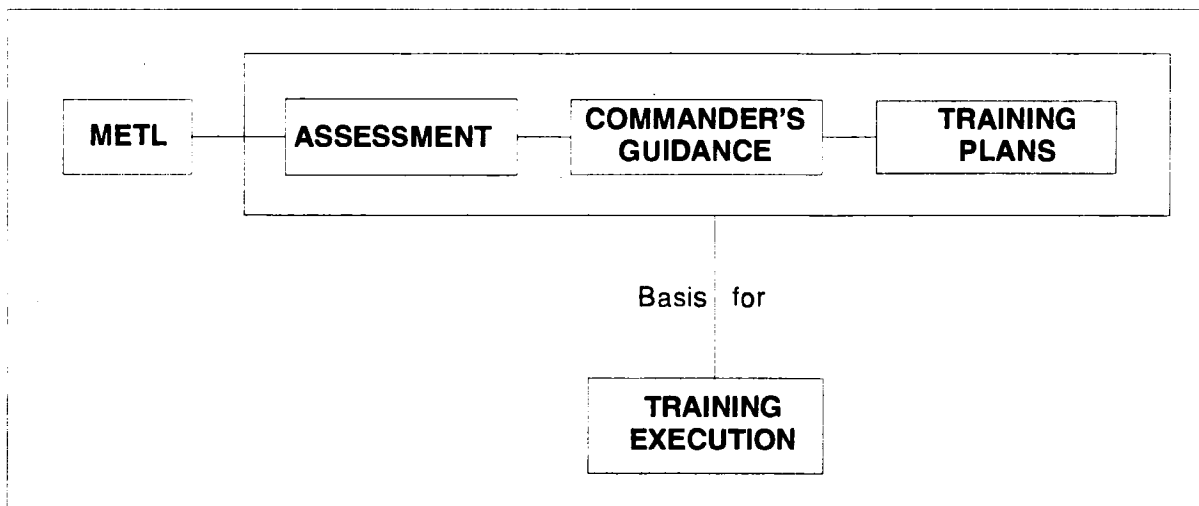 METL
ASSESSMENT
COMMANDER'S
GUIDANCE
TRAINING
PLANS
Basis for
TRAINING
EXECUTION